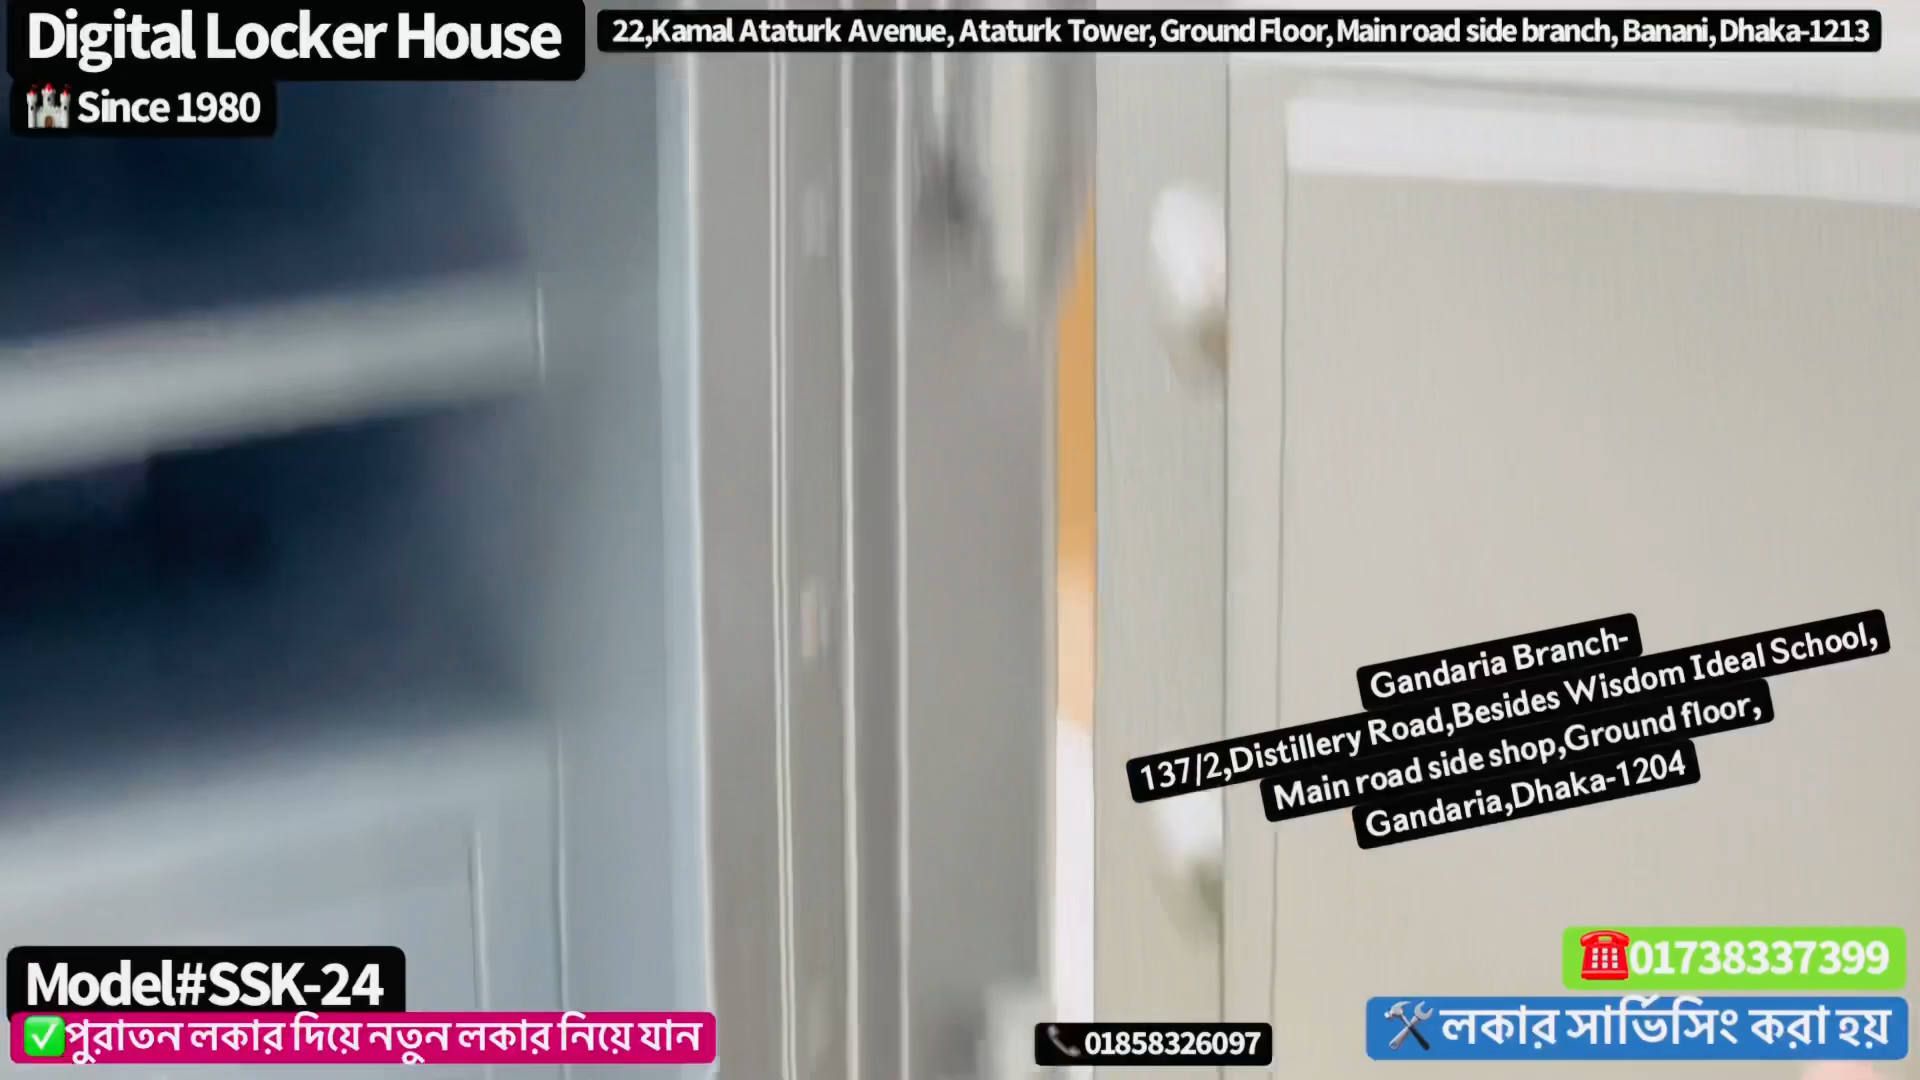 Digital Locker House
22,Kamal Ataturk Avenue, Ataturk Tower, Ground Floor, Main road side branch, Banani, Dhaka-1213
Since 1980
Gandaria Branch-
137/2,Distillery Road,Besides Wisdom Ideal School,
Main road side shop,Ground floor,
Gandaria,Dhaka-1204
01738337399
Model#SSK-24
পুরাতন লকার দিয়ে নতুন লকার নিয়ে যান
01858326097
লকার সার্ভিসিং করা হয়